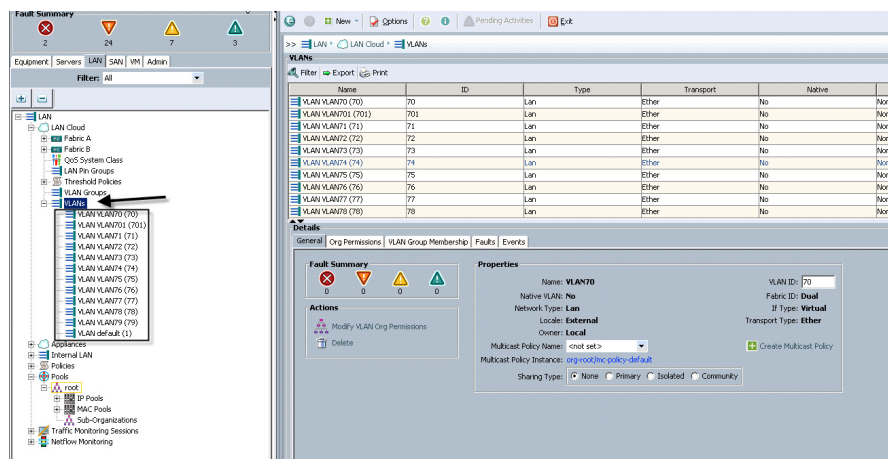 Fault Summary
2 24 7 3
Equipment Servers LAN SAN VM Admin
Filter: All
LAN
LAN Cloud
Fabric A
Fabric B
QoS System Class
LAN Pin Groups
Threshold Policies
VLAN Groups
VLANs
VLAN VLAN70 (70)
VLAN VLAN701 (701)
VLAN VLAN71 (71)
VLAN VLAN72 (72)
VLAN VLAN73 (73)
VLAN VLAN74 (74)
VLAN VLAN75 (75)
VLAN VLAN76 (76)
VLAN VLAN77 (77)
VLAN VLAN78 (78)
VLAN VLAN79 (79)
VLAN default (1)
Appliances
Internal LAN
Policies
Pools
root
IP Pools
MAC Pools
Sub-Organizations
Traffic Monitoring Sessions
Netflow Monitoring
New Options Pending Activities Exit
>> LAN LAN Cloud VLANs
VLANs
Filter Export Print
Name ID Type Transport Native
VLAN VLAN70 (70) 70 Lan Ether No Nor
VLAN VLAN701 (701) 701 Lan Ether No Nor
VLAN VLAN71 (71) 71 Lan Ether No Nor
VLAN VLAN72 (72) 72 Lan Ether No Nor
VLAN VLAN73 (73) 73 Lan Ether No Nor
VLAN VLAN74 (74) 74 Lan Ether No Nor
VLAN VLAN75 (75) 75 Lan Ether No Nor
VLAN VLAN76 (76) 76 Lan Ether No Nor
VLAN VLAN77 (77) 77 Lan Ether No Nor
VLAN VLAN78 (78) 78 Lan Ether No Nor
Details
General Org Permissions VLAN Group Membership Faults Events
Fault Summary
0 0 0 0
Actions
Modify VLAN Org Permissions
Delete
Properties
Name: VLAN70 VLAN ID: 70
Native VLAN: No Fabric ID: Dual
Network Type: Lan If Type: Virtual
Locale: External Transport Type: Ether
Owner: Local
Multicast Policy Name: <not set> Create Multicast Policy
Multicast Policy Instance: org-root/mc-policy-default
Sharing Type: None Primary Isolated Community